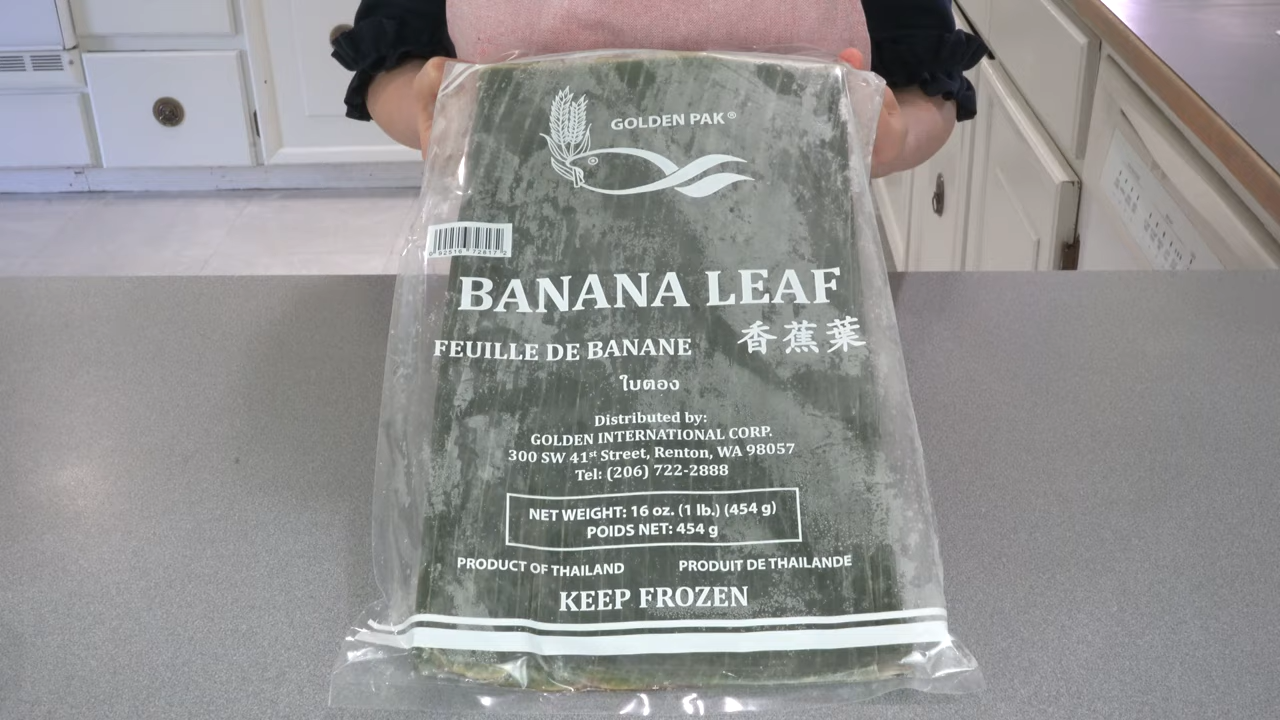 GOLDEN PAK®
BANANA LEAF
FEUILLE DE BANANE
香蕉葉
ใบตอง
Distributed by:
GOLDEN INTERNATIONAL CORP.
300 SW 41st Street, Renton, WA 98057
Tel: (206) 722-2888
NET WEIGHT: 16 oz. (1 lb.) (454 g)
POIDS NET: 454 g
PRODUCT OF THAILAND
PRODUIT DE THAILANDE
KEEP FROZEN